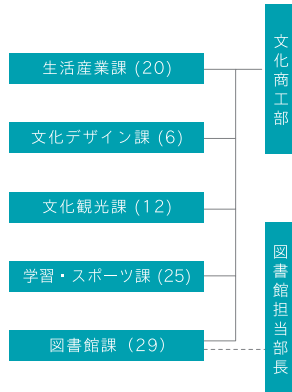 文化商工部
生活産業課 (20)
文化デザイン課 (6)
文化観光課 (12)
学習・スポーツ課 (25)
図書館課（29）
図書館担当部長